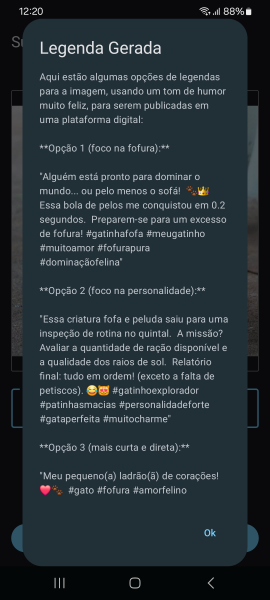 12:20
88%
Legenda Gerada
Aqui estão algumas opções de legendas
para a imagem, usando um tom de humor
muito feliz, para serem publicadas em
uma plataforma digital:
**Opção 1 (foco na fofura):**
"Alguém está pronto para dominar o
mundo... ou pelo menos o sofá! 🐾👑
Essa bola de pelos me conquistou em 0.2
segundos. Preparem-se para um excesso
de fofura! #gatinhafofa #meugatinho
#muitoamor #fofurapura
#dominaçãofelina"
**Opção 2 (foco na personalidade):**
"Essa criatura fofa e peluda saiu para uma
inspeção de rotina no quintal. A missão?
Avaliar a quantidade de ração disponível e
a qualidade dos raios de sol. Relatório
final: tudo em ordem! (exceto a falta de
petiscos). 😂😻 #gatinhoexplorador
#patinhasmacias #personalidadeforte
#gataperfeita #muitocharme"
**Opção 3 (mais curta e direta):**
"Meu pequeno(a) ladrão(ã) de corações!
❤️🐾 #gato #fofura #amorfelino
Ok